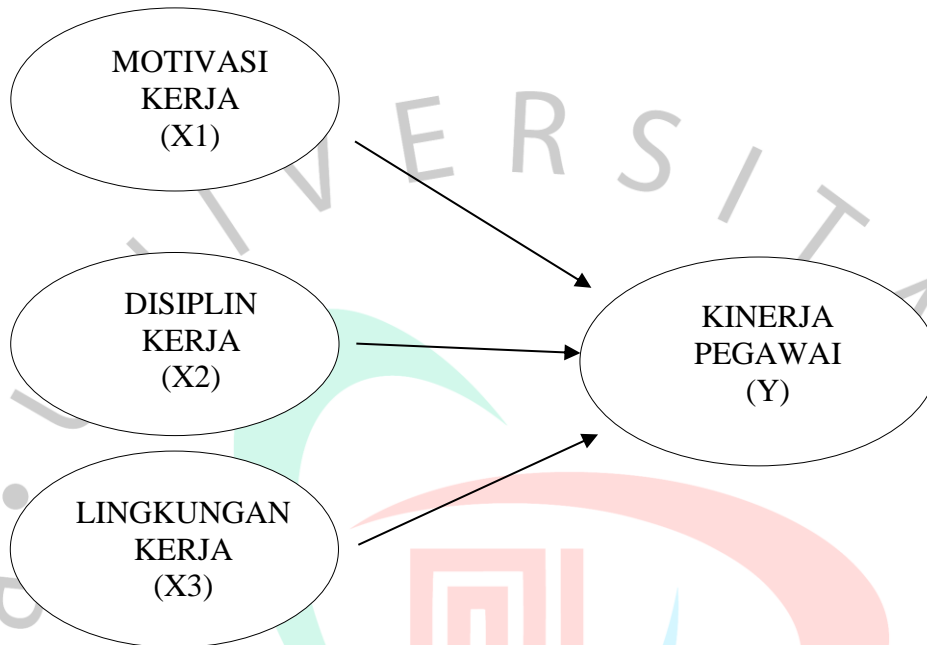 MOTIVASI
KERJA
(X1)
DISIPLIN
KERJA
(X2)
LINGKUNGAN
KERJA
(X3)
KINERJA
PEGAWAI
(Y)